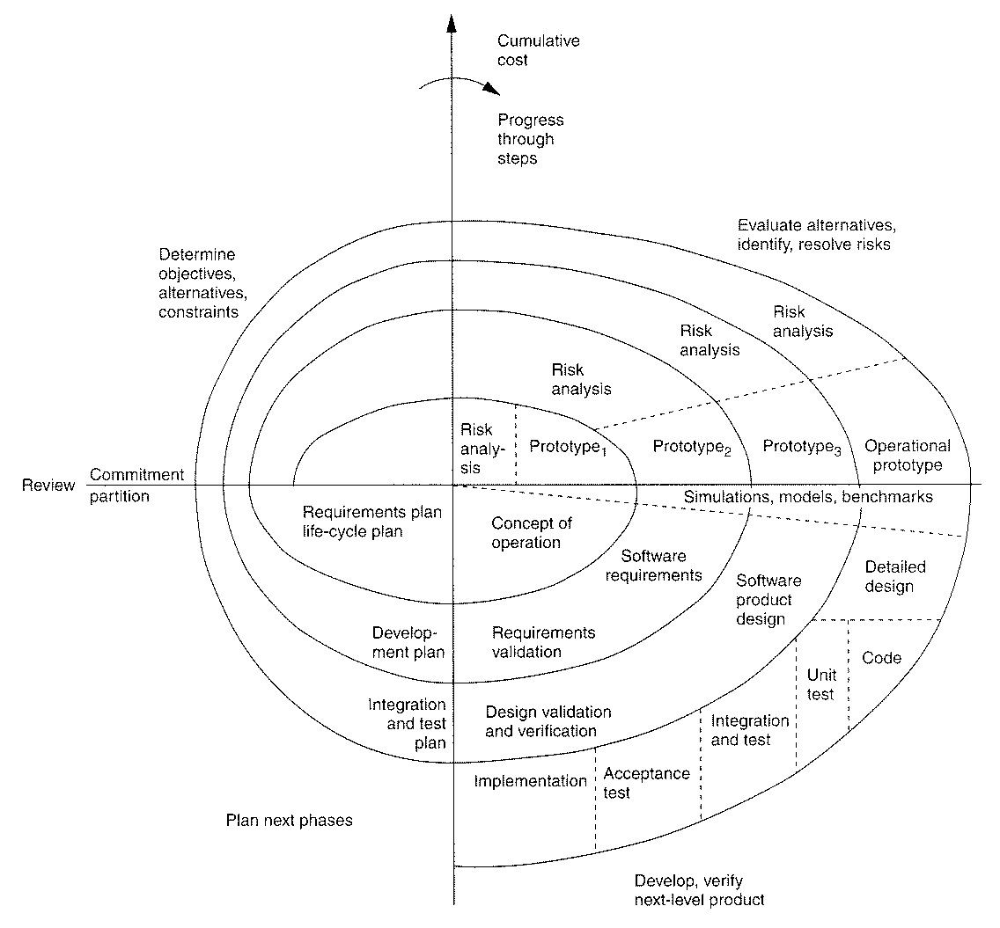 Cumulative
cost
Progress
through
steps
Evaluate alternatives,
identify, resolve risks
Determine
objectives,
alternatives,
constraints
Risk
analysis
Risk
analysis
Risk
analysis
Risk
analy-
sis
Prototype1
Prototype2
Prototype3
Operational
prototype
Review
Commitment
partition
Simulations, models, benchmarks
Requirements plan
life-cycle plan
Concept of
operation
Software
requirements
Software
product
design
Detailed
design
Develop-
ment plan
Requirements
validation
Unit
test
Code
Integration
and test
plan
Design validation
and verification
Integration
and test
Implementation
Acceptance
test
Plan next phases
Develop, verify
next-level product